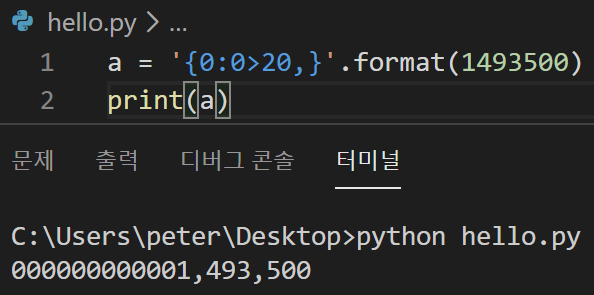 hello.py > ...
1 a = '{0:0>20,}'.format(1493500)
2 print(a)
문제 출력 디버그 콘솔 터미널
C:\Users\peter\Desktop>python hello.py
000000000001,493,500